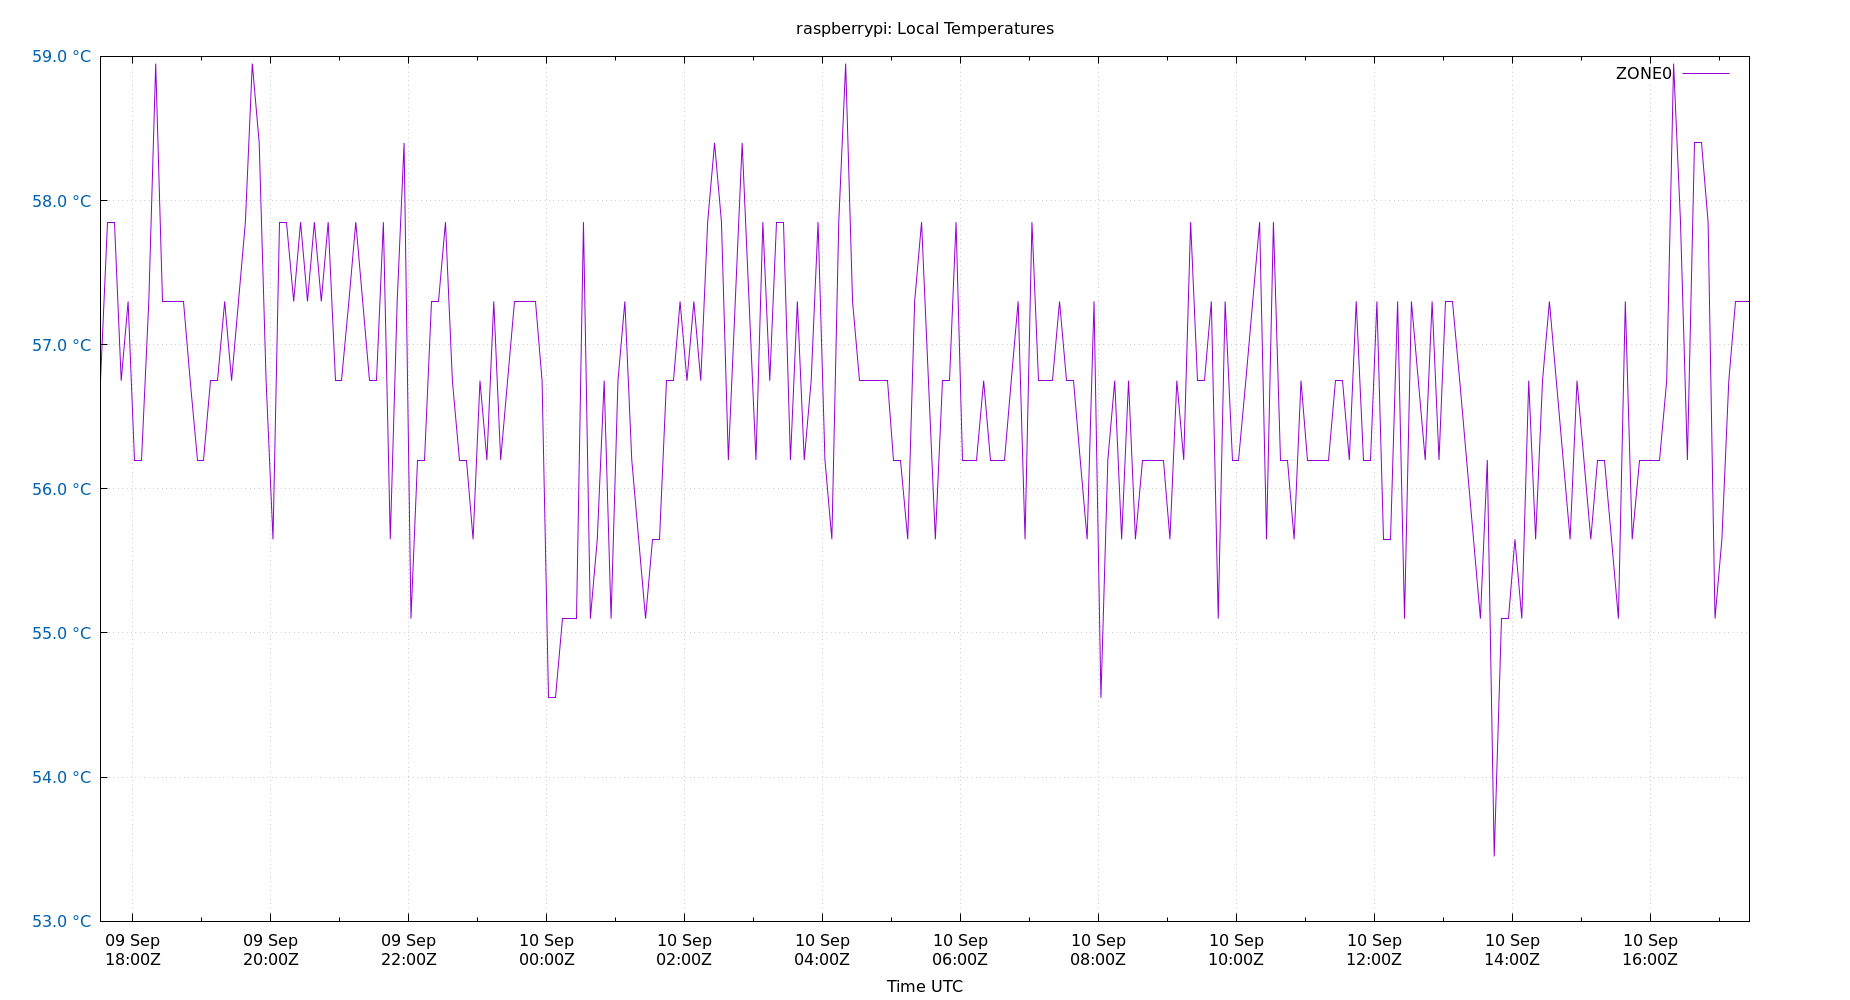 raspberrypi: Local Temperatures
59.0 °C
ZONE0
58.0 °C
57.0 °C
56.0 °C
55.0 °C
54.0 °C
53.0 °C
09 Sep 09 Sep 09 Sep 10 Sep 10 Sep 10 Sep 10 Sep 10 Sep 10 Sep 10 Sep 10 Sep 10 Sep
18:00Z 20:00Z 22:00Z 00:00Z 02:00Z 04:00Z 06:00Z 08:00Z 10:00Z 12:00Z 14:00Z 16:00Z
Time UTC